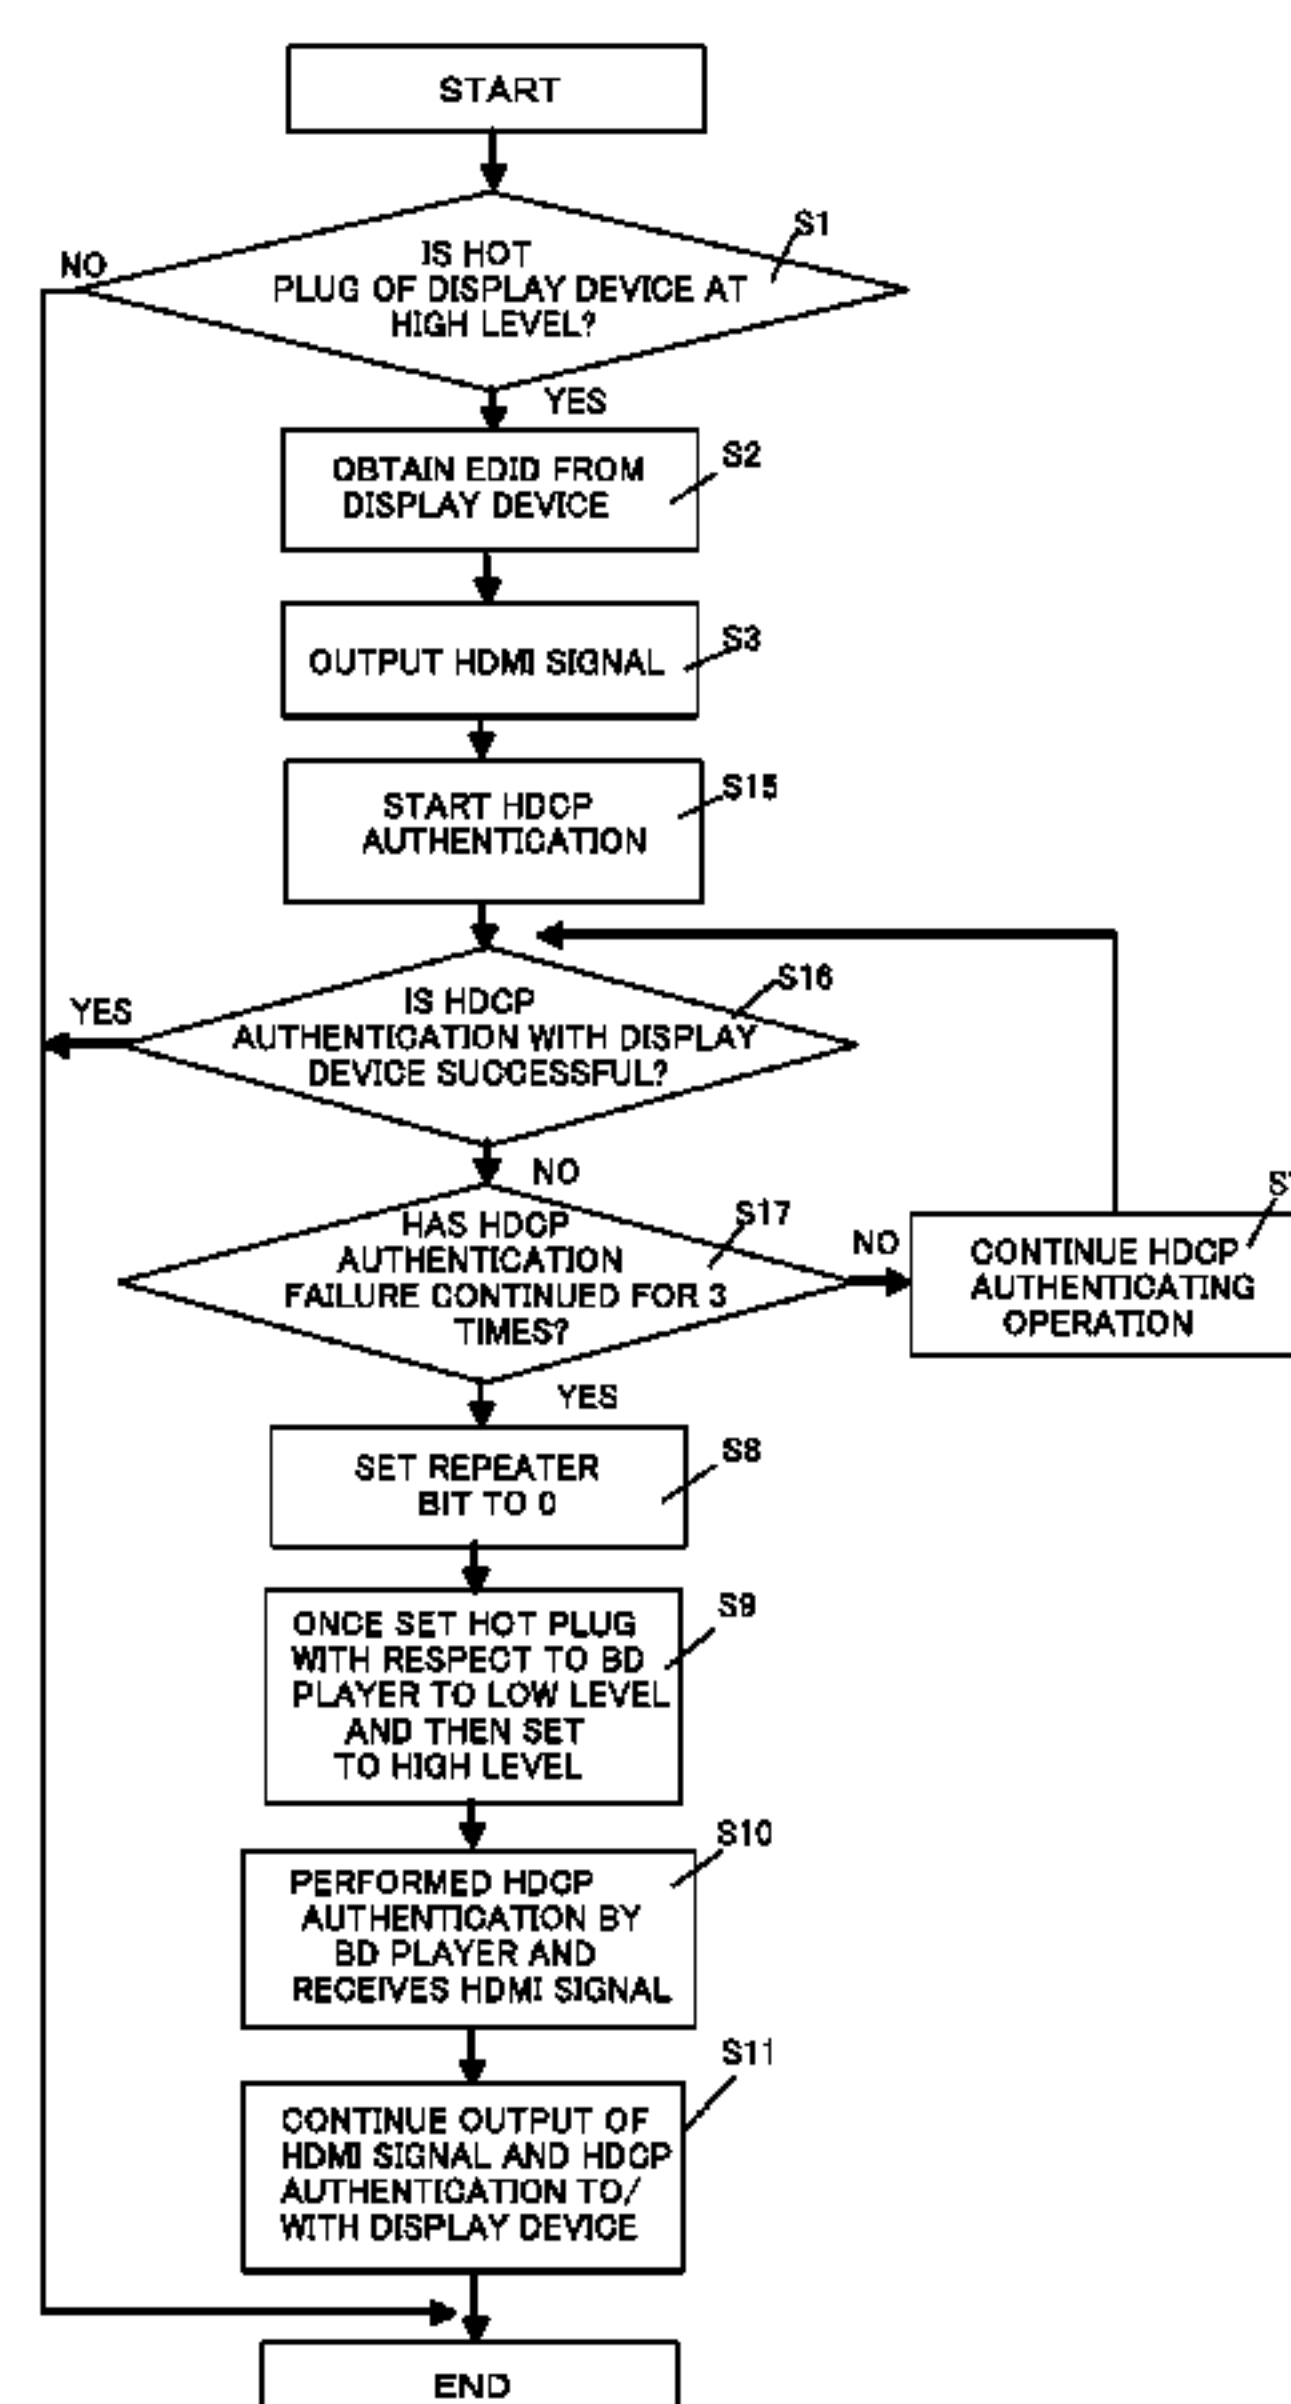 START
S1
NO
IS HOT
PLUG OF DISPLAY DEVICE AT
HIGH LEVEL?
YES
S2
OBTAIN EDID FROM
DISPLAY DEVICE
S3
OUTPUT HDMI SIGNAL
S15
START HDCP
AUTHENTICATION
S16
YES
IS HDCP
AUTHENTICATION WITH DISPLAY
DEVICE SUCCESSFUL?
NO
S17
HAS HDCP
AUTHENTICATION
FAILURE CONTINUED FOR 3
TIMES?
NO
CONTINUE HDCP
AUTHENTICATING
OPERATION
YES
S8
SET REPEATER
BIT TO 0
S9
ONCE SET HOT PLUG
WITH RESPECT TO BD
PLAYER TO LOW LEVEL
AND THEN SET
TO HIGH LEVEL
S10
PERFORMED HDCP
AUTHENTICATION BY
BD PLAYER AND
RECEIVES HDMI SIGNAL
S11
CONTINUE OUTPUT OF
HDMI SIGNAL AND HDCP
AUTHENTICATION TO/
WITH DISPLAY DEVICE
END